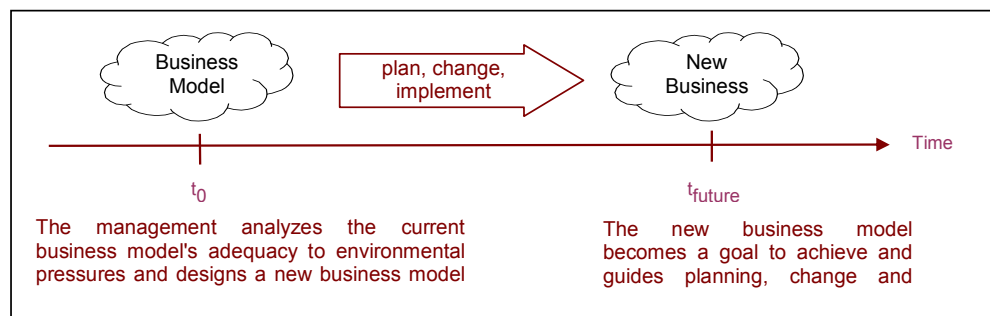 Business
Model
plan, change,
implement
New
Business
Time
t0
tfuture
The management analyzes the current
business model's adequacy to environmental
pressures and designs a new business model
The new business model
becomes a goal to achieve and
guides planning, change and